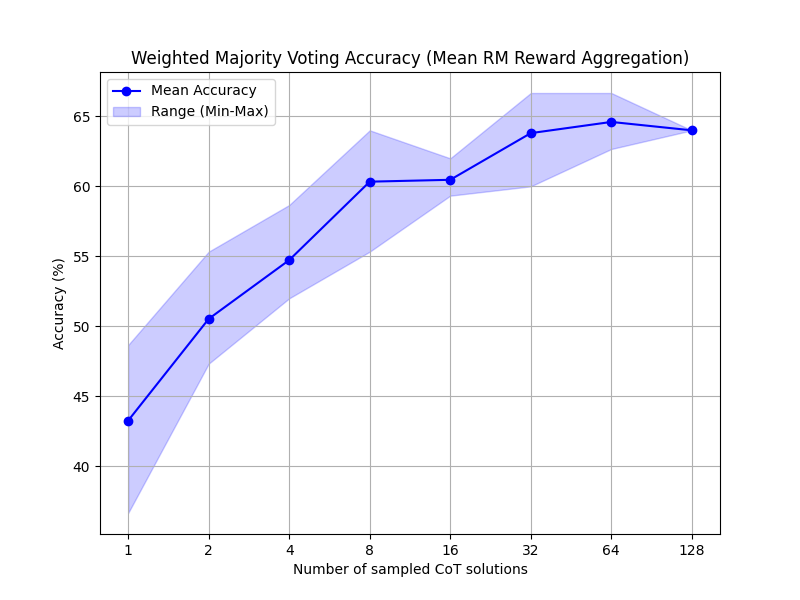 Weighted Majority Voting Accuracy (Mean RM Reward Aggregation)
Mean Accuracy
Range (Min-Max)
65
60
55
50
45
40
Accuracy (%)
1 2 4 8 16 32 64 128
Number of sampled CoT solutions